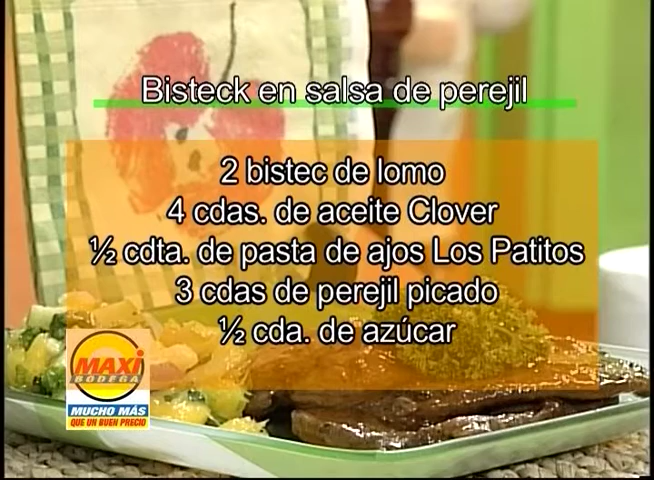 Bisteck en salsa de perejil
2 bistec de lomo
4 cdas. de aceite Clover
½ cdta. de pasta de ajos Los Patitos
3 cdas de perejil picado
½ cda. de azúcar
MAXi
BODEGA
MUCHO MÁS
QUE UN BUEN PRECIO